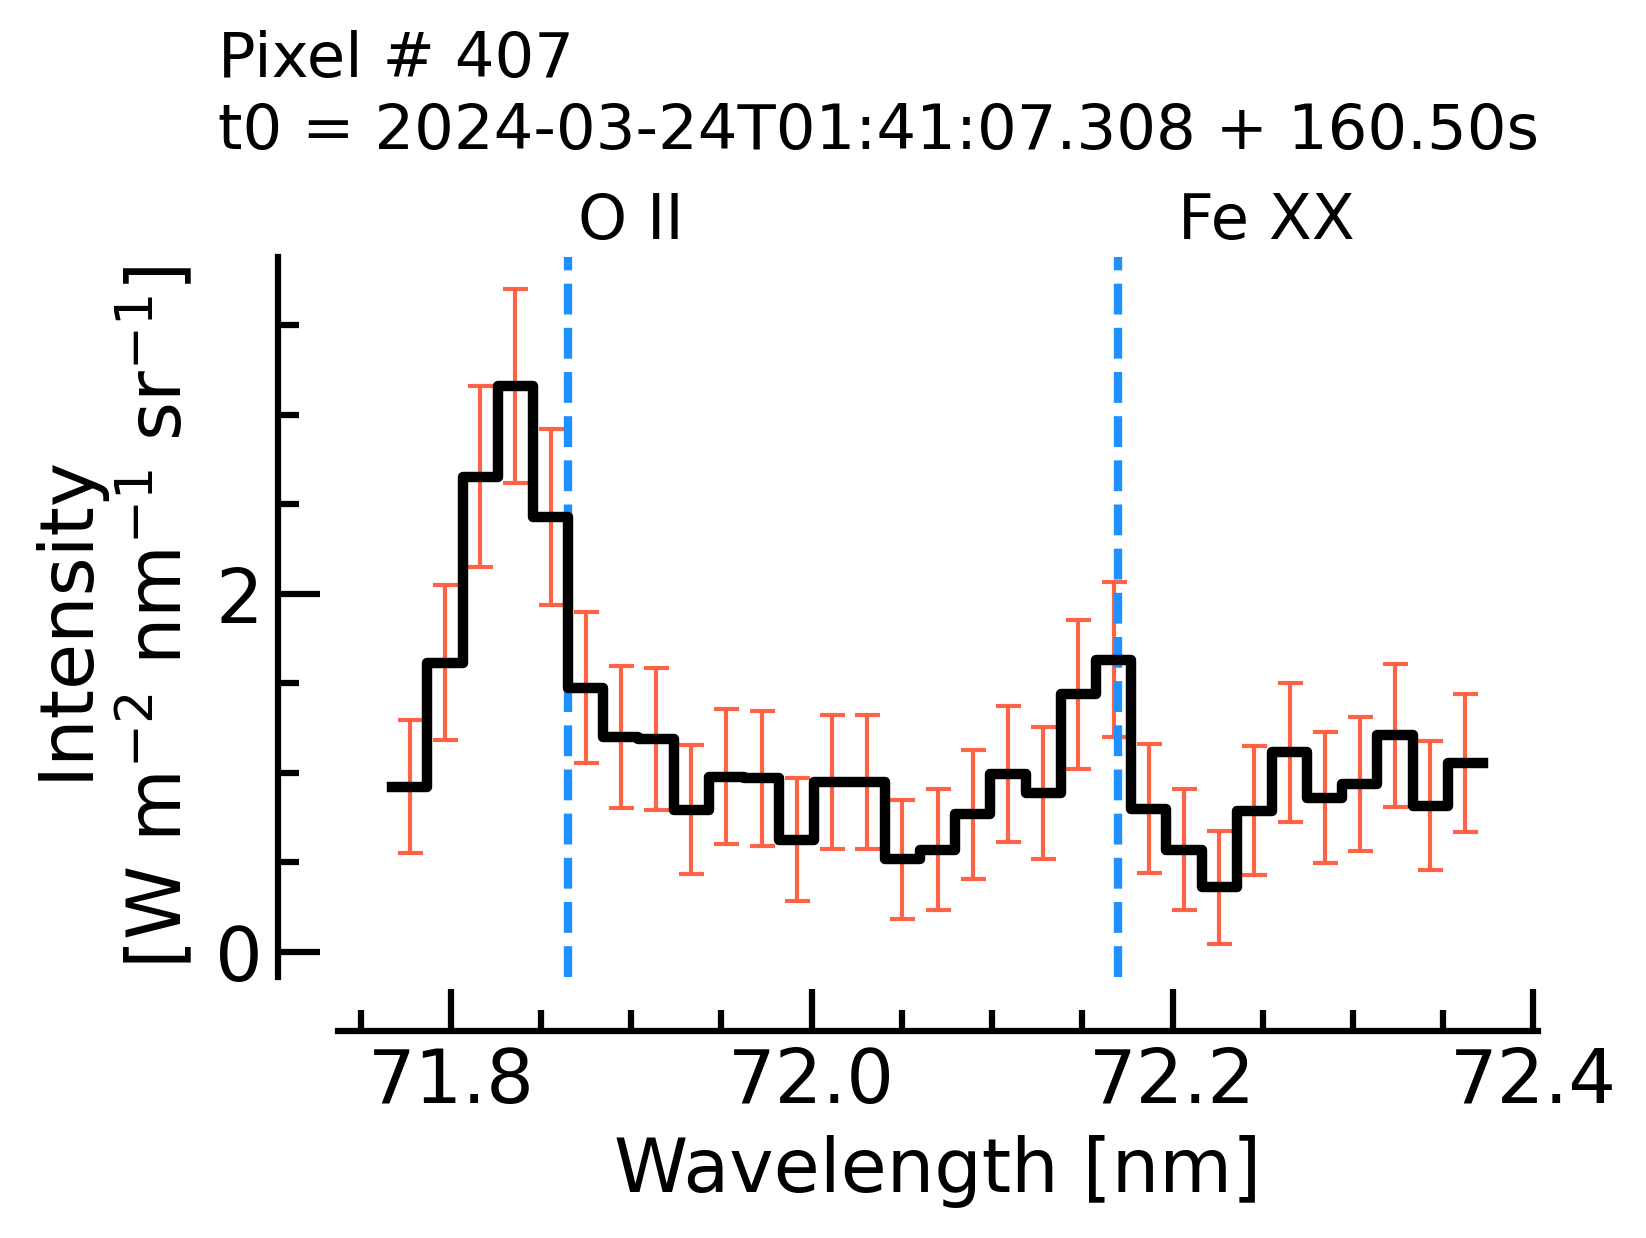 Pixel # 407
t0 = 2024-03-24T01:41:07.308 + 160.50s
O II
Fe XX
Intensity
[W m⁻² nm⁻¹ sr⁻¹]
2
0
71.8
72.0
72.2
72.4
Wavelength [nm]